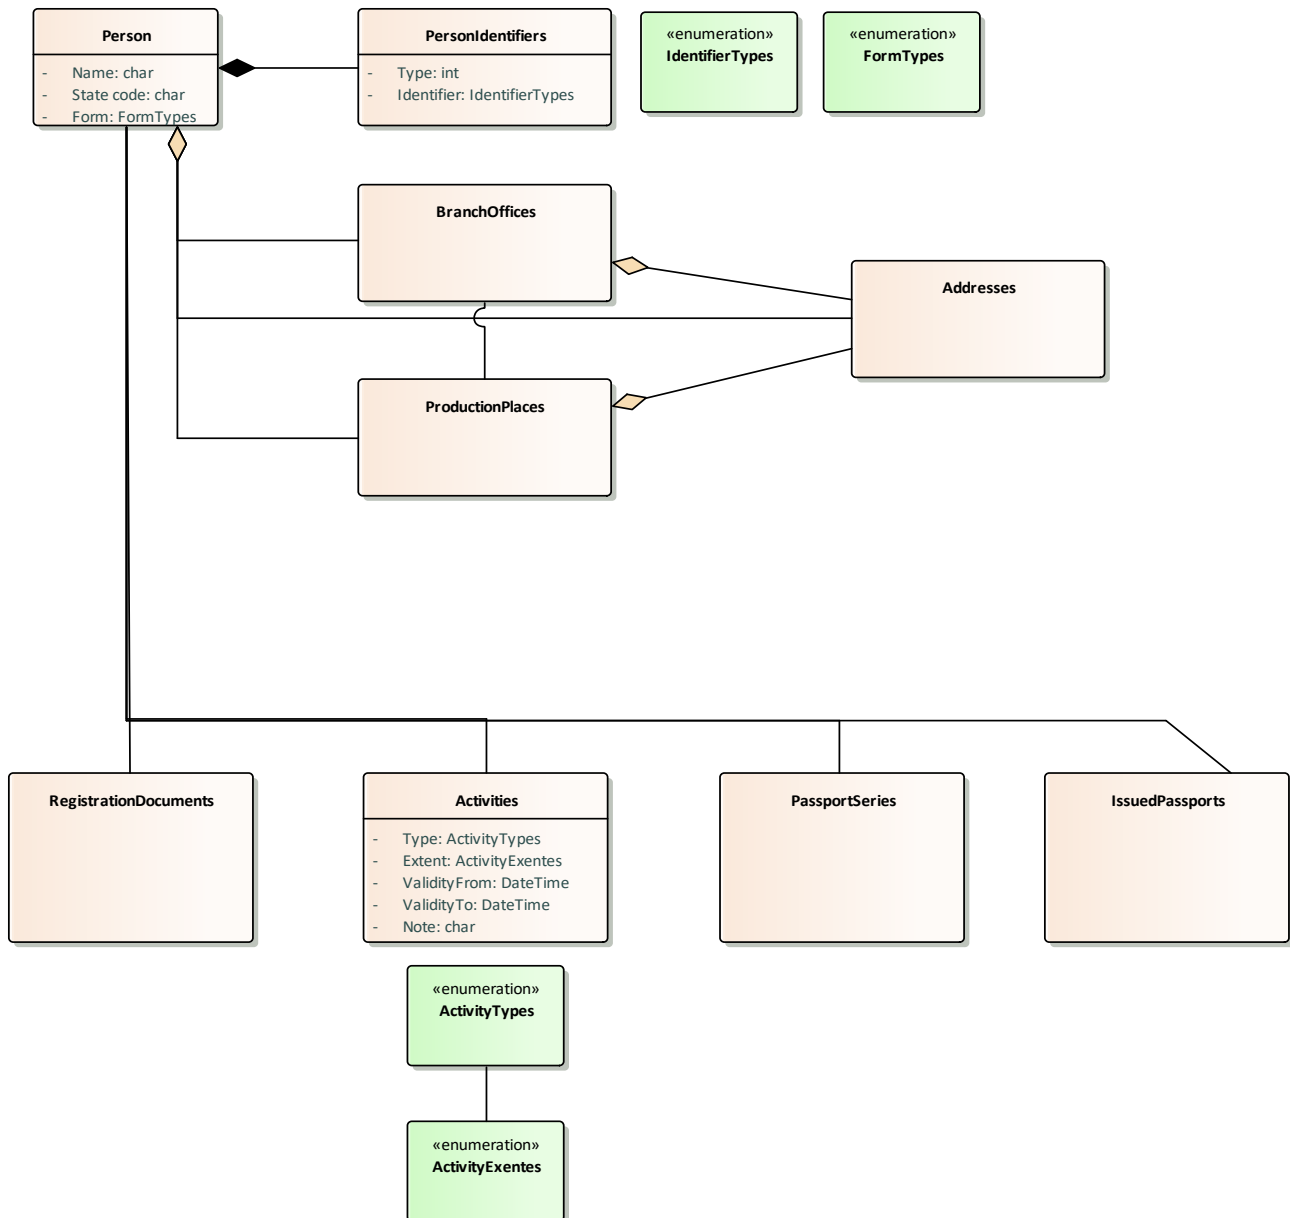 Person
- Name: char
- State code: char
- Form: FormTypes
PersonIdentifiers
- Type: int
- Identifier: IdentifierTypes
«enumeration»
IdentifierTypes
«enumeration»
FormTypes
BranchOffices
Addresses
ProductionPlaces
RegistrationDocuments
Activities
- Type: ActivityTypes
- Extent: ActivityExentes
- ValidityFrom: DateTime
- ValidityTo: DateTime
- Note: char
PassportSeries
IssuedPassports
«enumeration»
ActivityTypes
«enumeration»
ActivityExentes